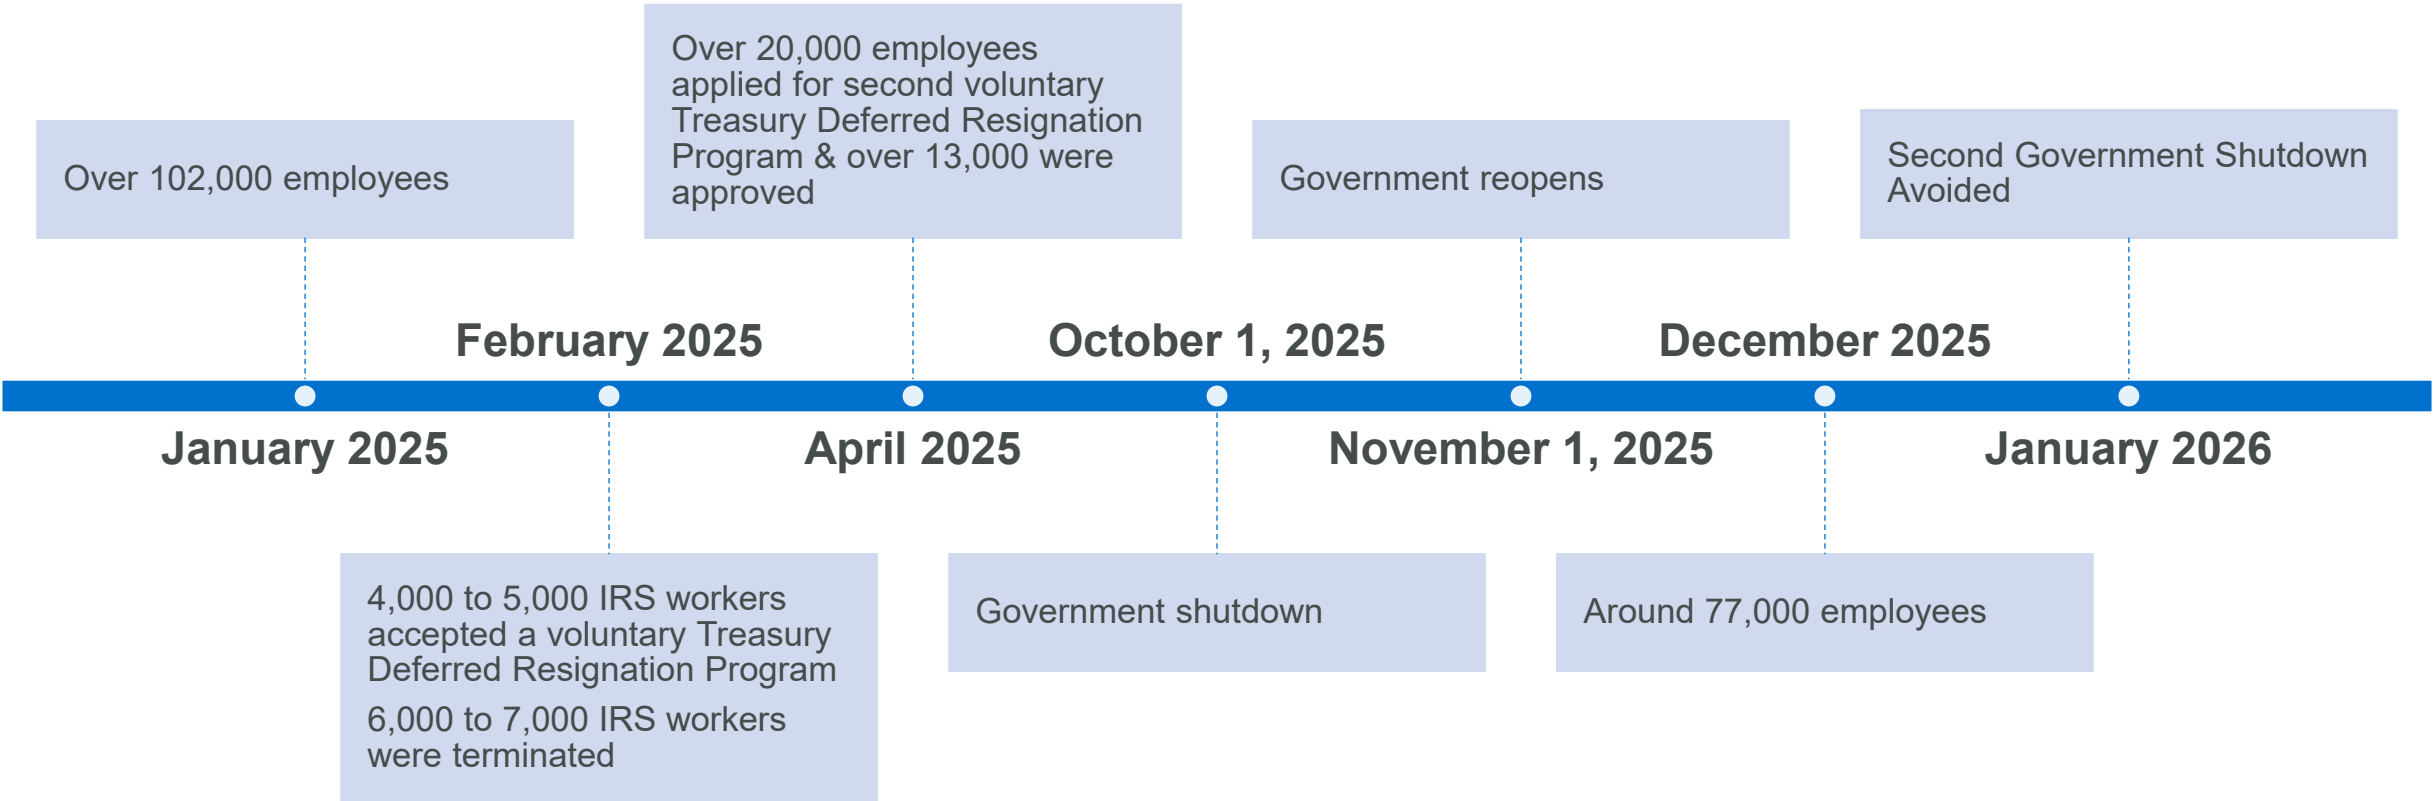 Over 102,000 employees
January 2025
February 2025
4,000 to 5,000 IRS workers
accepted a voluntary Treasury
Deferred Resignation Program
6,000 to 7,000 IRS workers
were terminated
Over 20,000 employees
applied for second voluntary
Treasury Deferred Resignation
Program & over 13,000 were
approved
April 2025
October 1, 2025
Government shutdown
Government reopens
November 1, 2025
December 2025
Around 77,000 employees
Second Government Shutdown
Avoided
January 2026